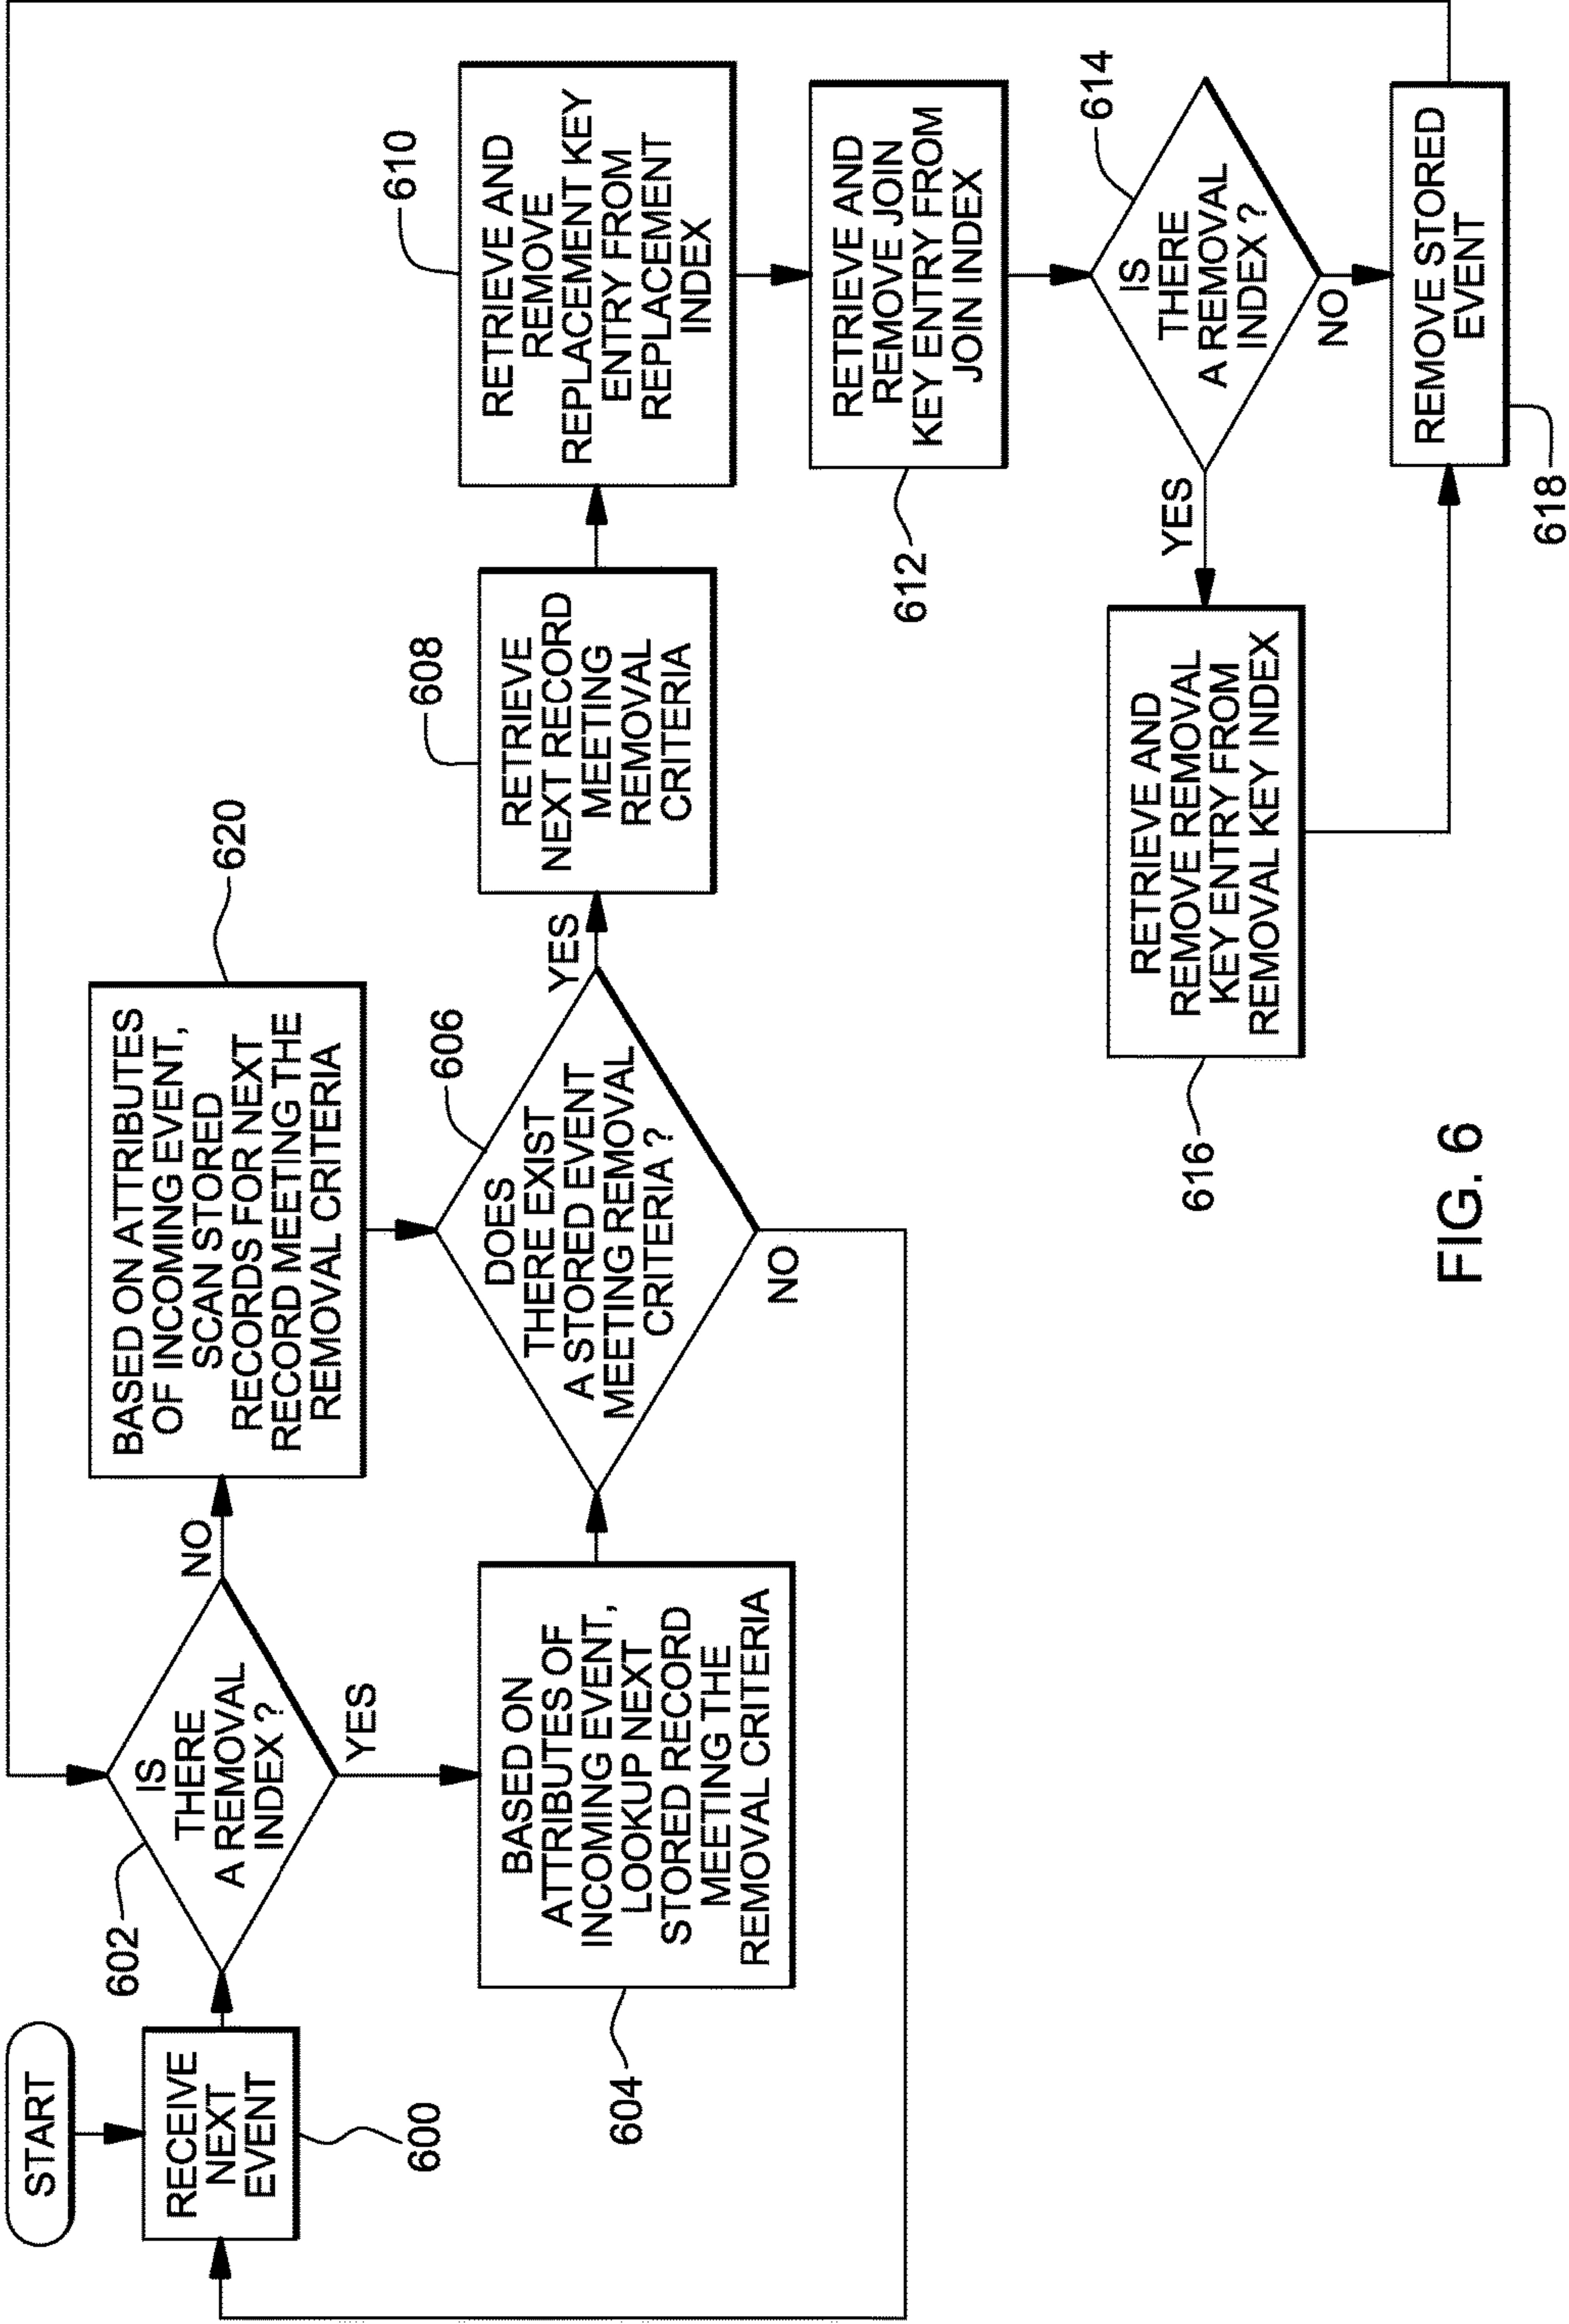 START
RECEIVE
NEXT
EVENT
600
602
IS
THERE
A REMOVAL
INDEX ?
NO
YES
BASED ON ATTRIBUTES
OF INCOMING EVENT,
SCAN STORED
RECORDS FOR NEXT
RECORD MEETING THE
REMOVAL CRITERIA
620
BASED ON
ATTRIBUTES OF
INCOMING EVENT,
LOOKUP NEXT
STORED RECORD
MEETING THE
REMOVAL CRITERIA
604
DOES
THERE EXIST
A STORED EVENT
MEETING REMOVAL
CRITERIA ?
606
YES
NO
608
RETRIEVE
NEXT RECORD
MEETING
REMOVAL
CRITERIA
610
RETRIEVE AND
REMOVE
REPLACEMENT KEY
ENTRY FROM
REPLACEMENT
INDEX
RETRIEVE AND
REMOVE JOIN
KEY ENTRY FROM
JOIN INDEX
612
614
IS
THERE
A REMOVAL
INDEX ?
YES
NO
RETRIEVE AND
REMOVE REMOVAL
KEY ENTRY FROM
REMOVAL KEY INDEX
616
REMOVE STORED
EVENT
618
FIG. 6